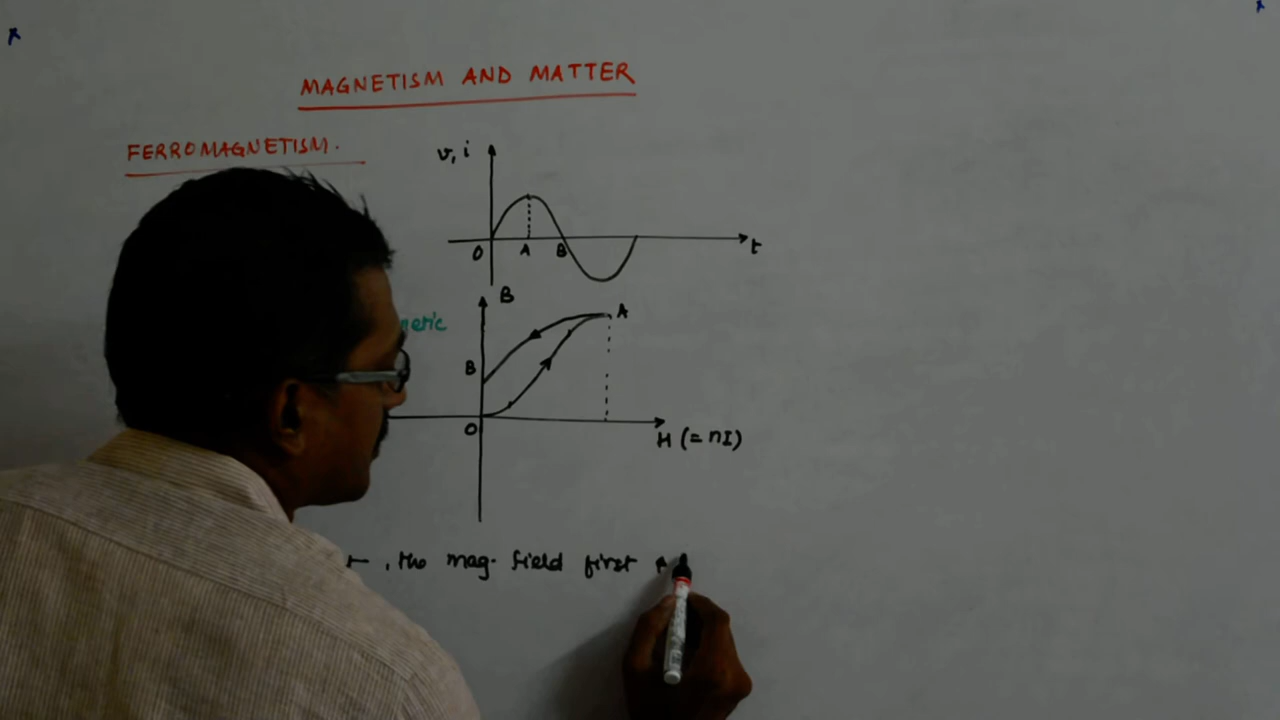 MAGNETISM AND MATTER
FERROMAGNETISM.
v, i
O A B
t
B
A
B
O
H (= nI)
, the mag. field first